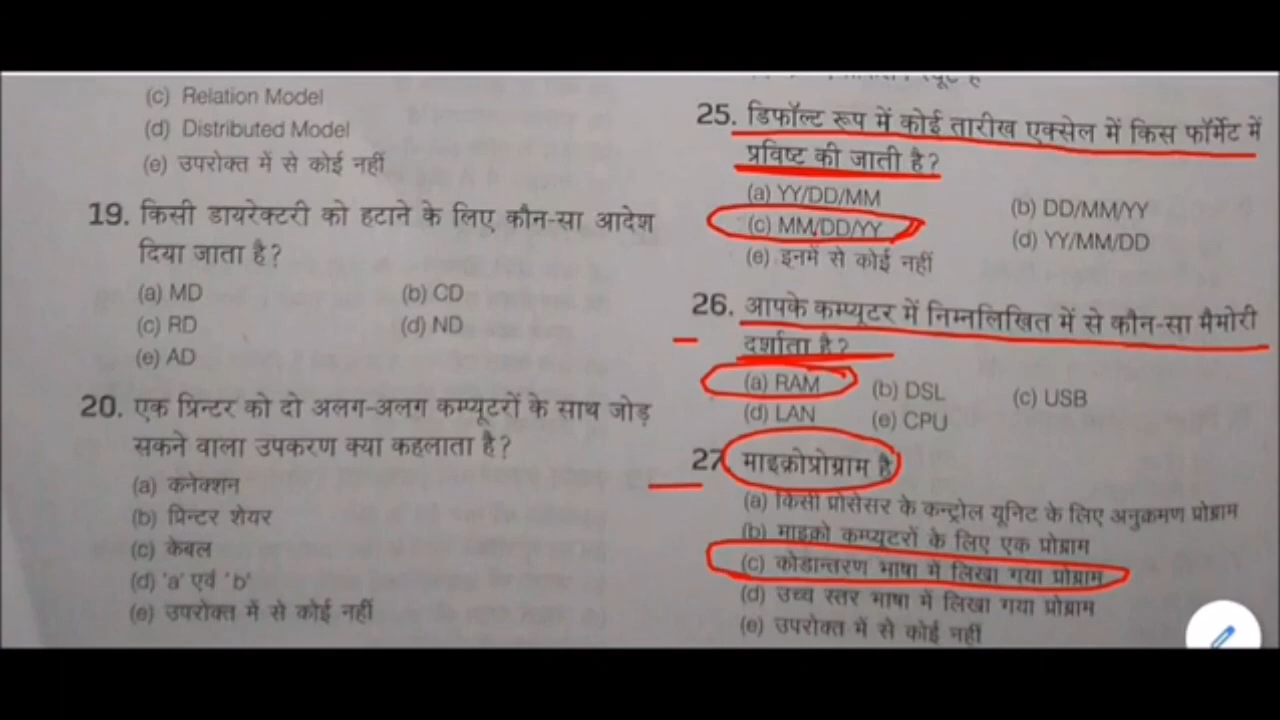 (c) Relation Model
(d) Distributed Model
(e) उपरोक्त में से कोई नहीं
19. किसी डायरेक्टरी को हटाने के लिए कौन-सा आदेश
दिया जाता है?
(a) MD (b) CD
(c) RD (d) ND
(e) AD
20. एक प्रिन्टर को दो अलग-अलग कम्प्यूटरों के साथ जोड़
सकने वाला उपकरण क्या कहलाता है?
(a) कनेक्शन
(b) प्रिन्टर शेयर
(c) केबल
(d) 'a' एवं 'b'
(e) उपरोक्त में से कोई नहीं
25. डिफॉल्ट रूप में कोई तारीख एक्सेल में किस फॉर्मेट में
प्रविष्ट की जाती है?
(a) YY/DD/MM (b) DD/MM/YY
(c) MM/DD/YY (d) YY/MM/DD
(e) इनमें से कोई नहीं
26. आपके कम्प्यूटर में निम्नलिखित में से कौन-सा मैमोरी
दर्शाता है?
(a) RAM (b) DSL (c) USB
(d) LAN (e) CPU
27 माइक्रोप्रोग्राम है
(a) किसी प्रोसेसर के कन्ट्रोल यूनिट के लिए अनुक्रमण प्रोग्राम
(b) माइक्रो कम्प्यूटरों के लिए एक प्रोग्राम
(c) कोडान्तरण भाषा में लिखा गया प्रोग्राम
(d) उच्च स्तर भाषा में लिखा गया प्रोग्राम
(e) उपरोक्त में से कोई नहीं